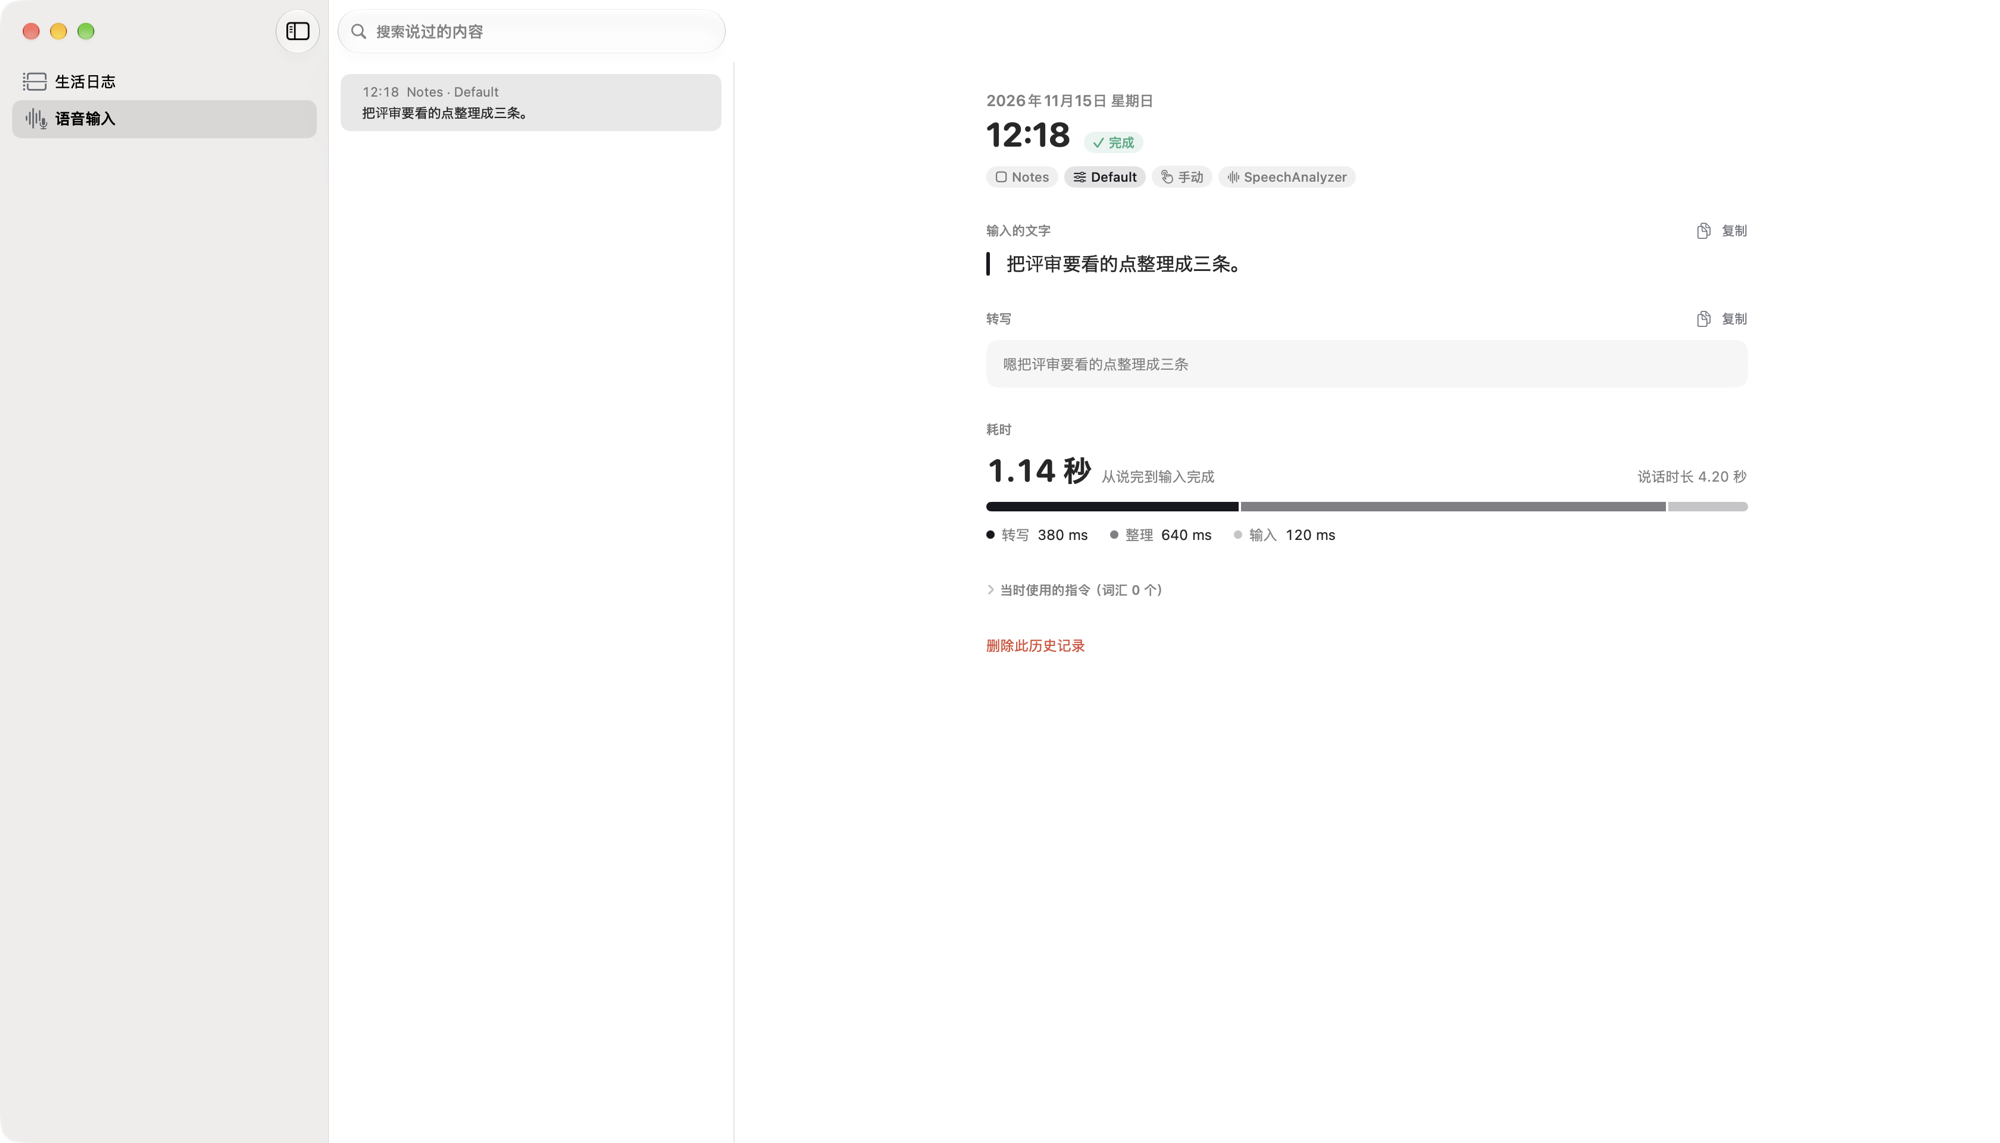 搜索说过的内容
生活日志
语音输入
12:18 Notes · Default
把评审要看的点整理成三条。
2026年11月15日 星期日
12:18 完成
Notes Default 手动 SpeechAnalyzer
输入的文字 复制
把评审要看的点整理成三条。
转写 复制
嗯把评审要看的点整理成三条
耗时
1.14 秒 从说完到输入完成 说话时长 4.20 秒
转写 380 ms 整理 640 ms 输入 120 ms
当时使用的指令 (词汇 0 个)
删除此历史记录